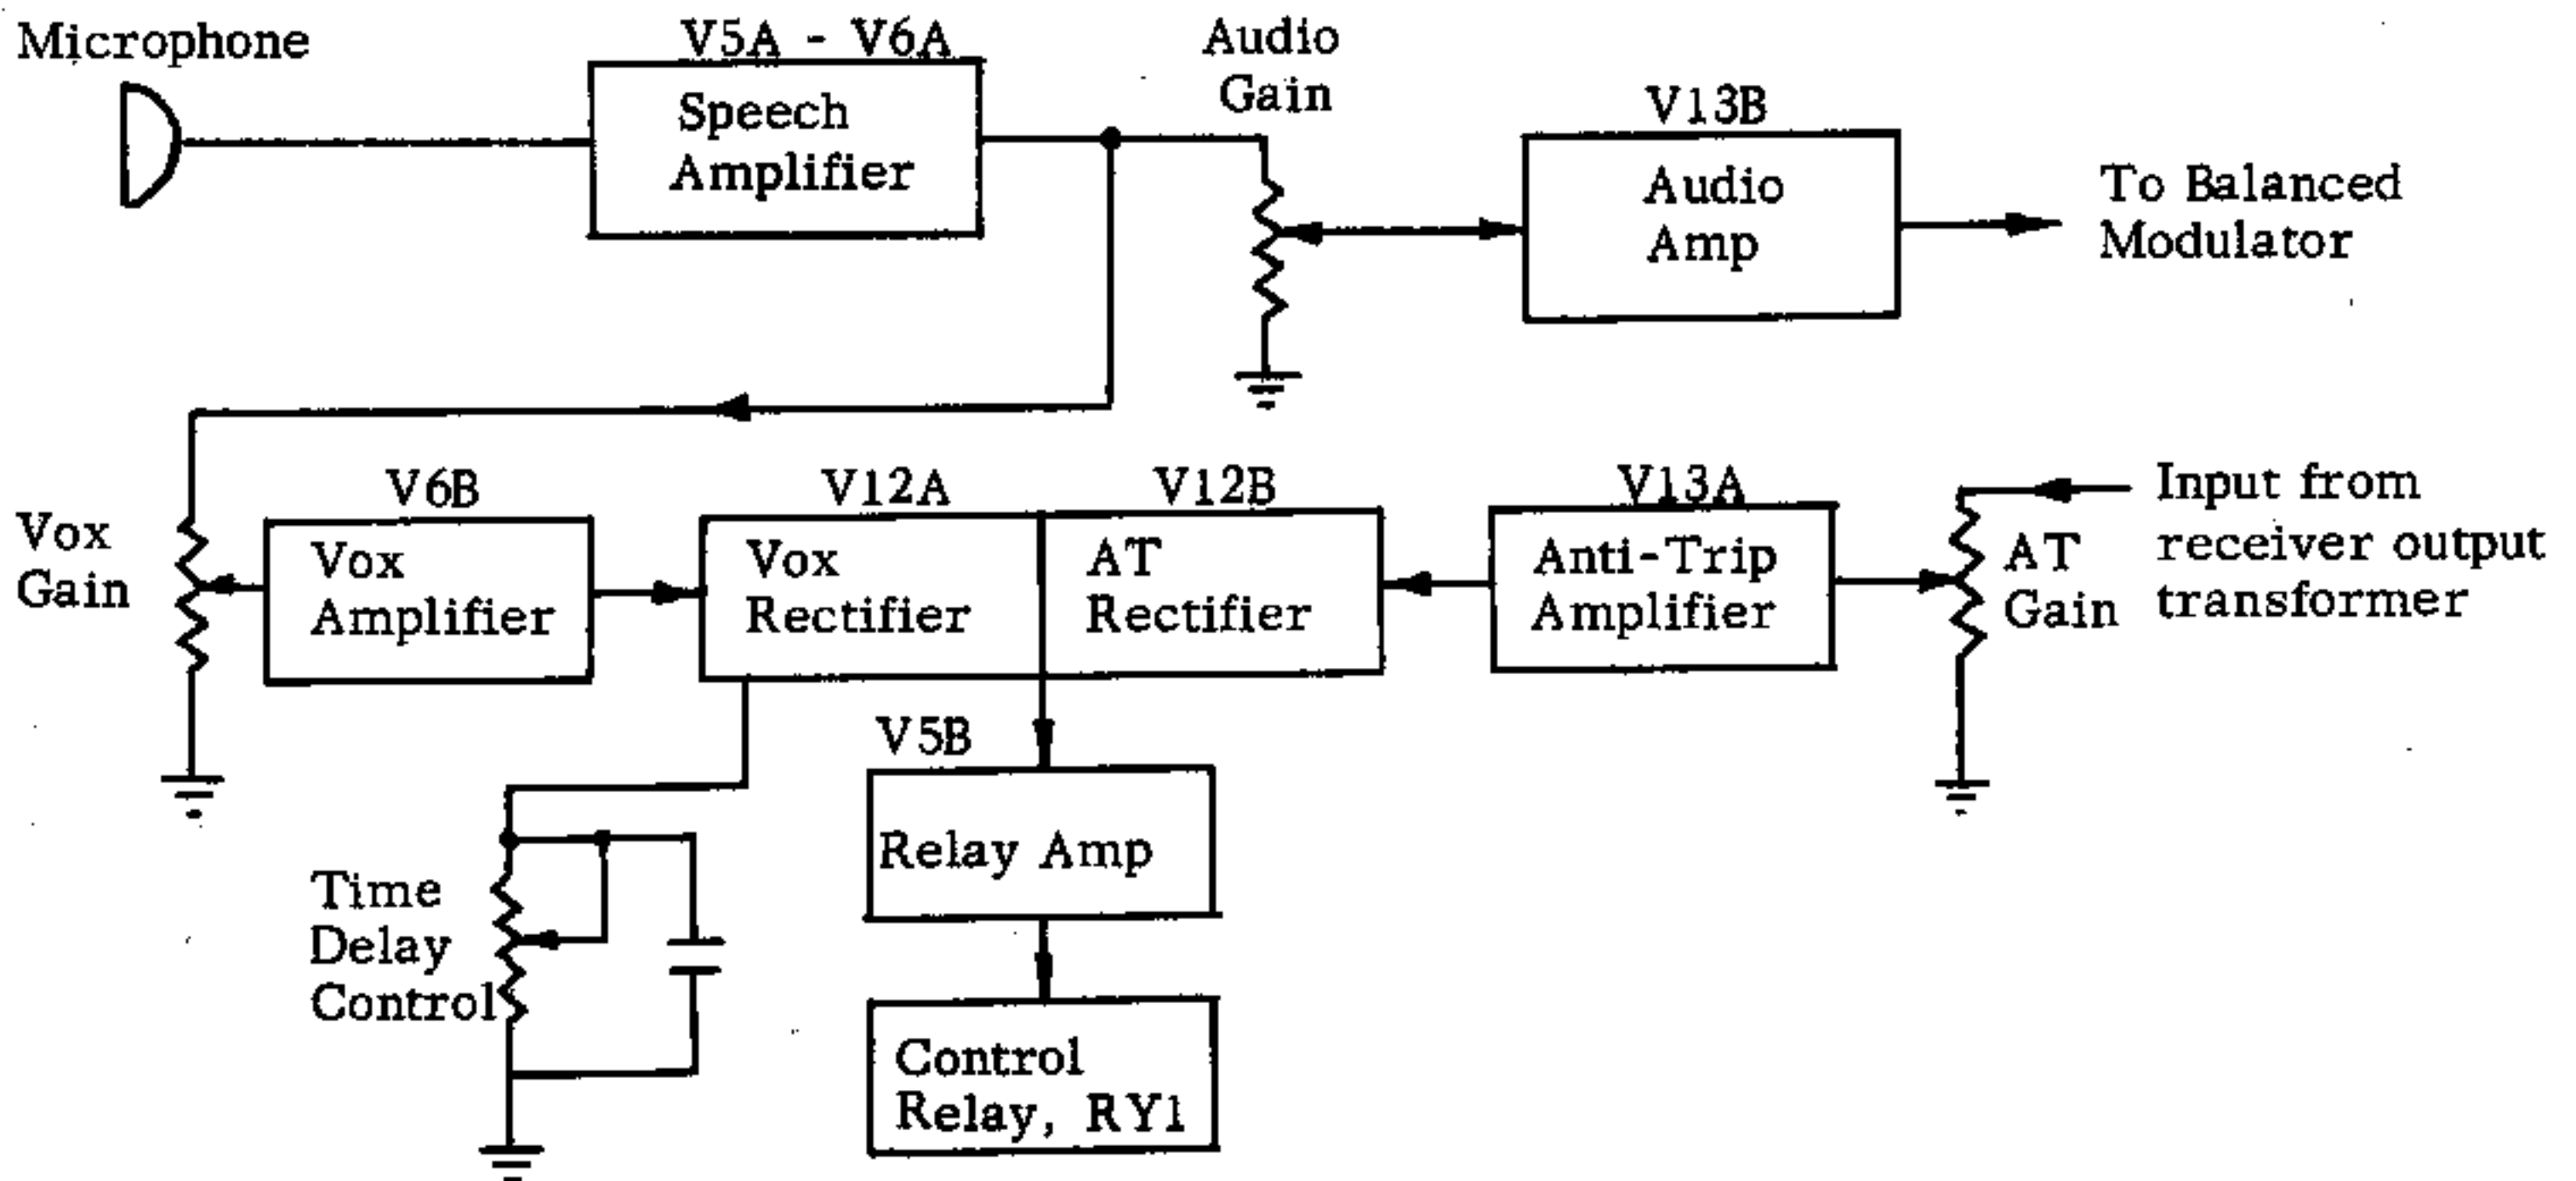 Microphone
V5A - V6A
Speech
Amplifier
Audio
Gain
V13B
Audio
Amp
To Balanced
Modulator
Vox
Gain
V6B
Vox
Amplifier
V12A
Vox
Rectifier
V12B
AT
Rectifier
V13A
Anti-Trip
Amplifier
AT
Gain
Input from
receiver output
transformer
V5B
Relay Amp
Time
Delay
Control
Control
Relay, RY1